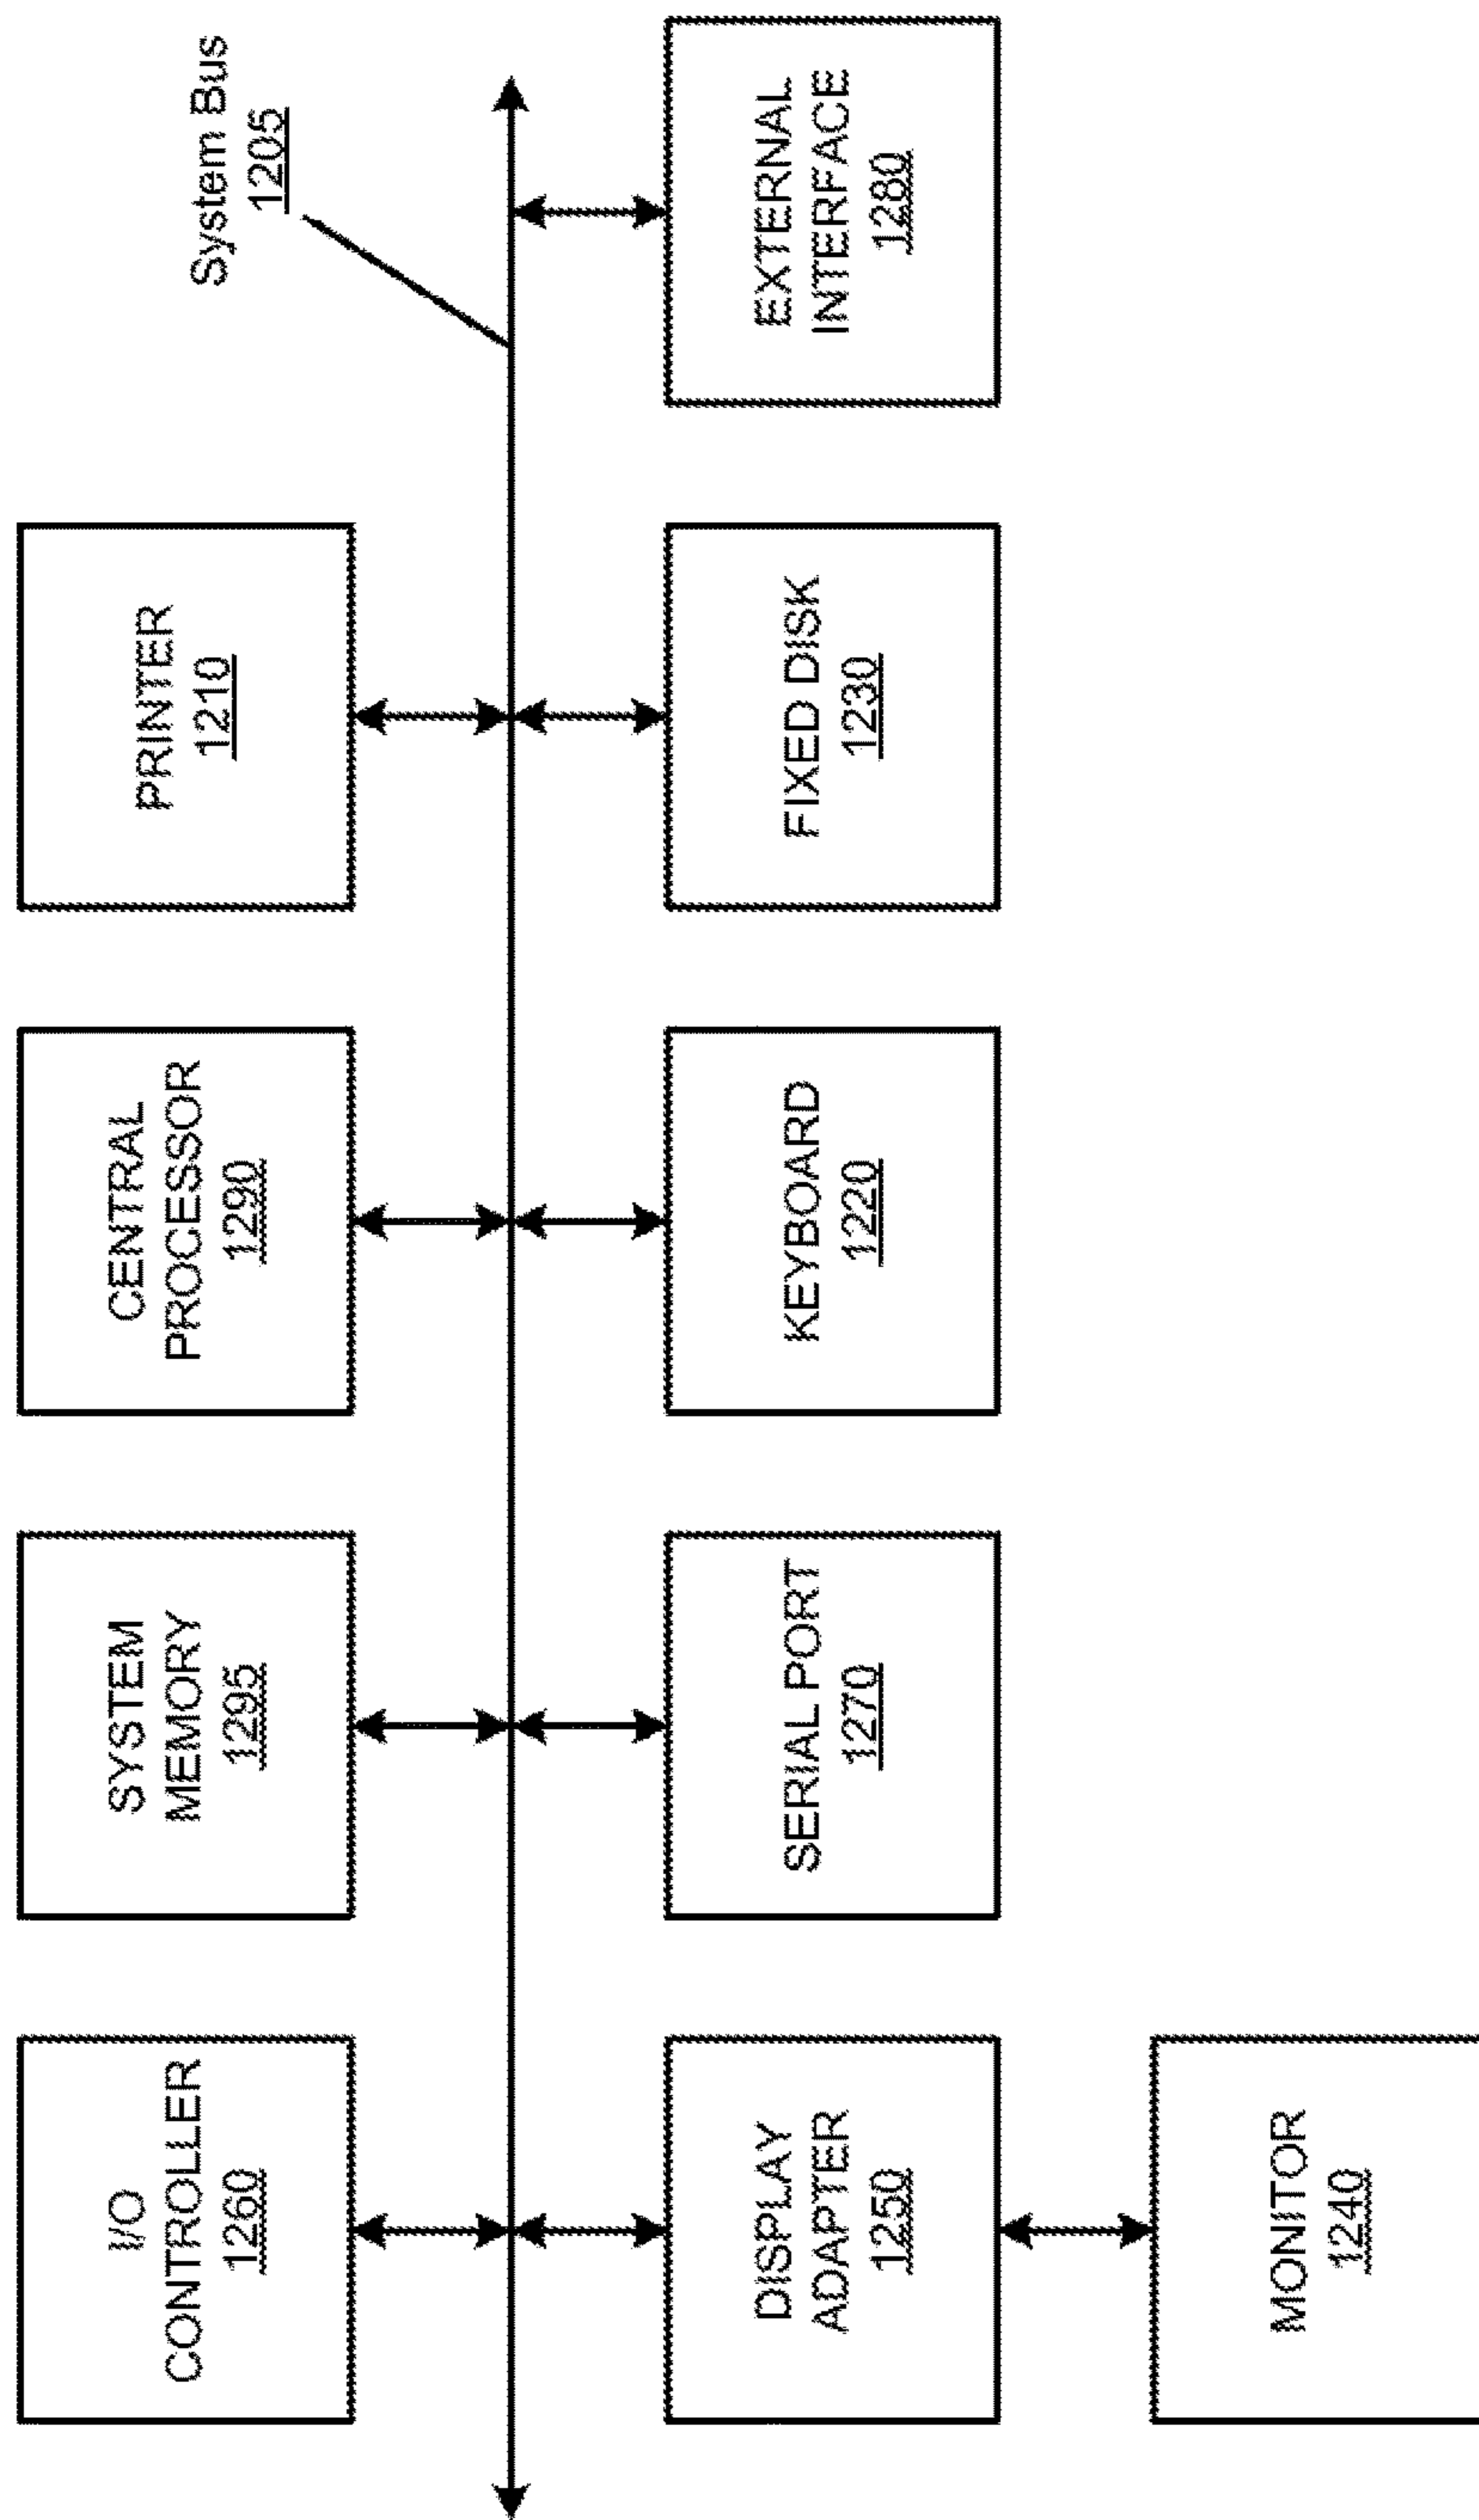 System Bus
1205
I/O
CONTROLLER
1260
SYSTEM
MEMORY
1295
CENTRAL
PROCESSOR
1290
PRINTER
1210
DISPLAY
ADAPTER
1250
SERIAL PORT
1270
KEYBOARD
1220
FIXED DISK
1230
EXTERNAL
INTERFACE
1280
MONITOR
1240